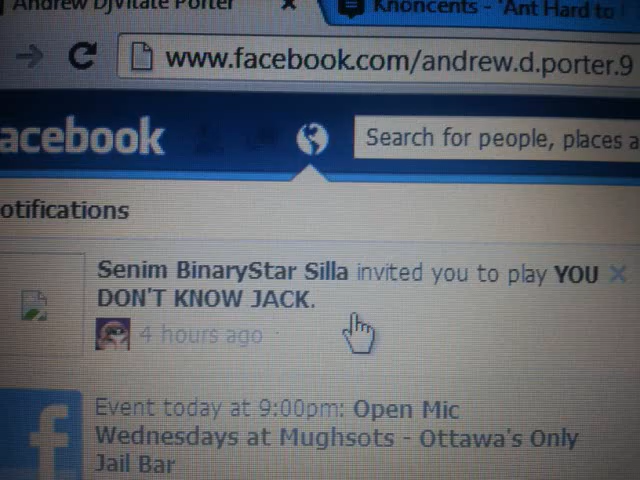 Andrew DjVitale Porter
Knoncents - 'Ant Hard to
www.facebook.com/andrew.d.porter.9
acebook
Search for people, places a
otifications
Senim BinaryStar Silla invited you to play YOU
DON'T KNOW JACK.
4 hours ago
Event today at 9:00pm: Open Mic
Wednesdays at Mughsots - Ottawa's Only
Jail Bar